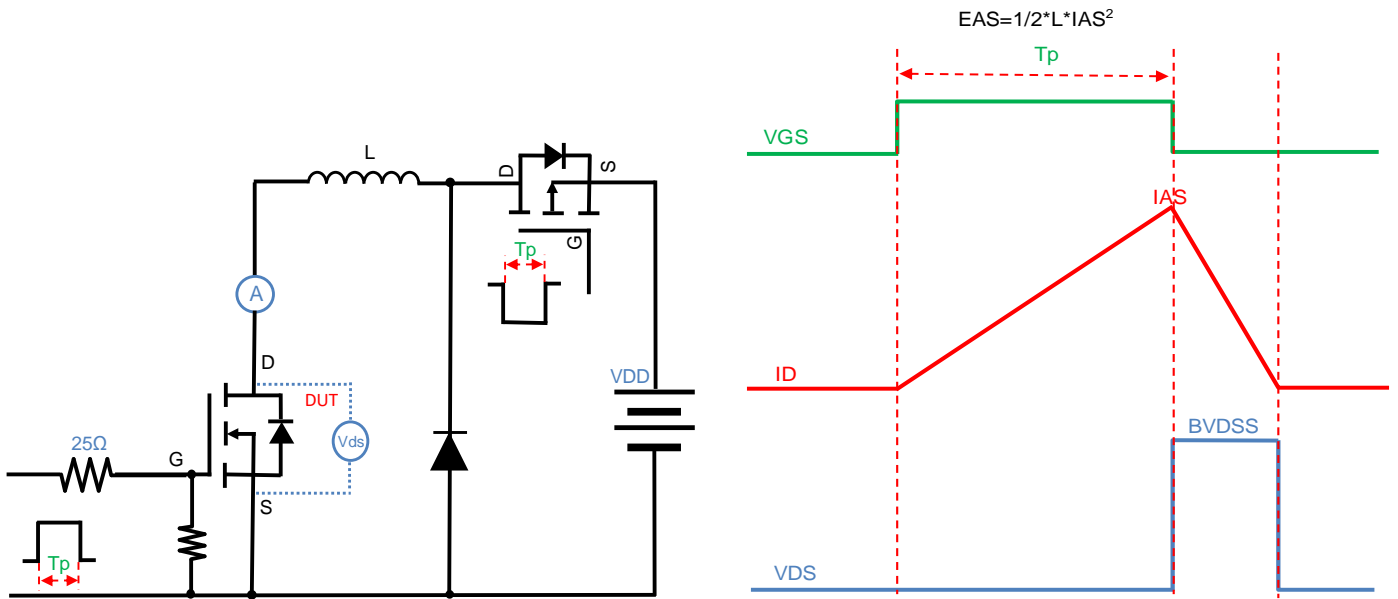 EAS=1/2*L*IAS²
Tp
VGS
L
D
S
G
Tp
IAS
A
D
VDD
ID
DUT
Vds
25Ω
G
BVDSS
S
Tp
VDS